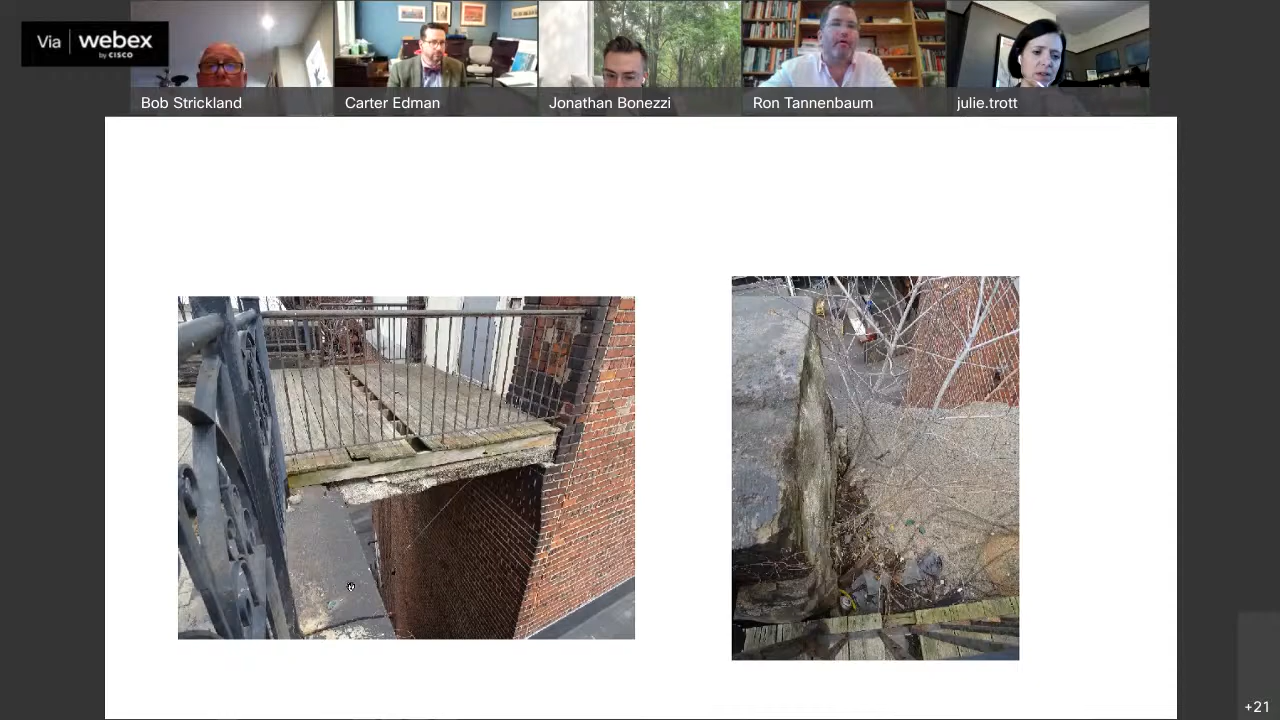 Via | webex
by CISCO
Bob Strickland
Carter Edman
Jonathan Bonezzi
Ron Tannenbaum
julie.trott
+21